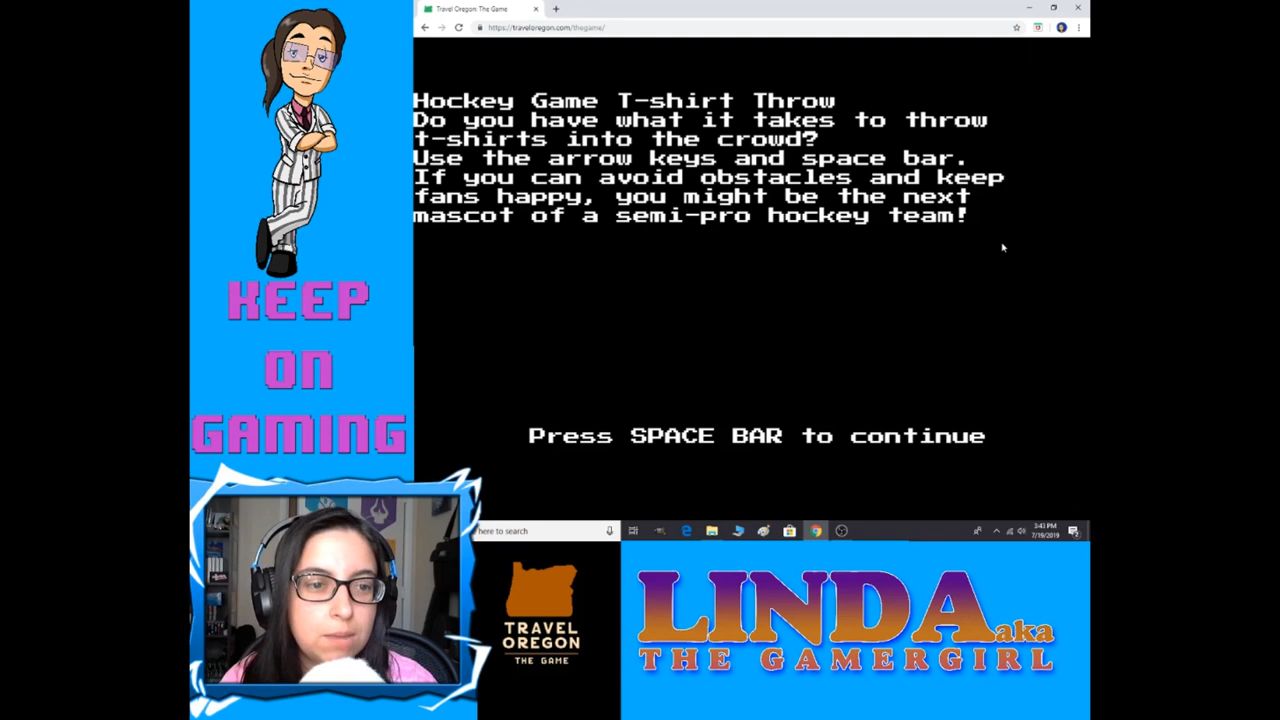 Travel Oregon: The Game
https://traveloregon.com/thegame/
Hockey Game T-shirt Throw
Do you have what it takes to throw
t-shirts into the crowd?
Use the arrow keys and space bar.
If you can avoid obstacles and keep
fans happy, you might be the next
mascot of a semi-pro hockey team!
Press SPACE BAR to continue
KEEP
ON
GAMING
here to search
3:43 PM
7/19/2019
TRAVEL
OREGON
THE GAME
LINDA aka
THE GAMERGIRL